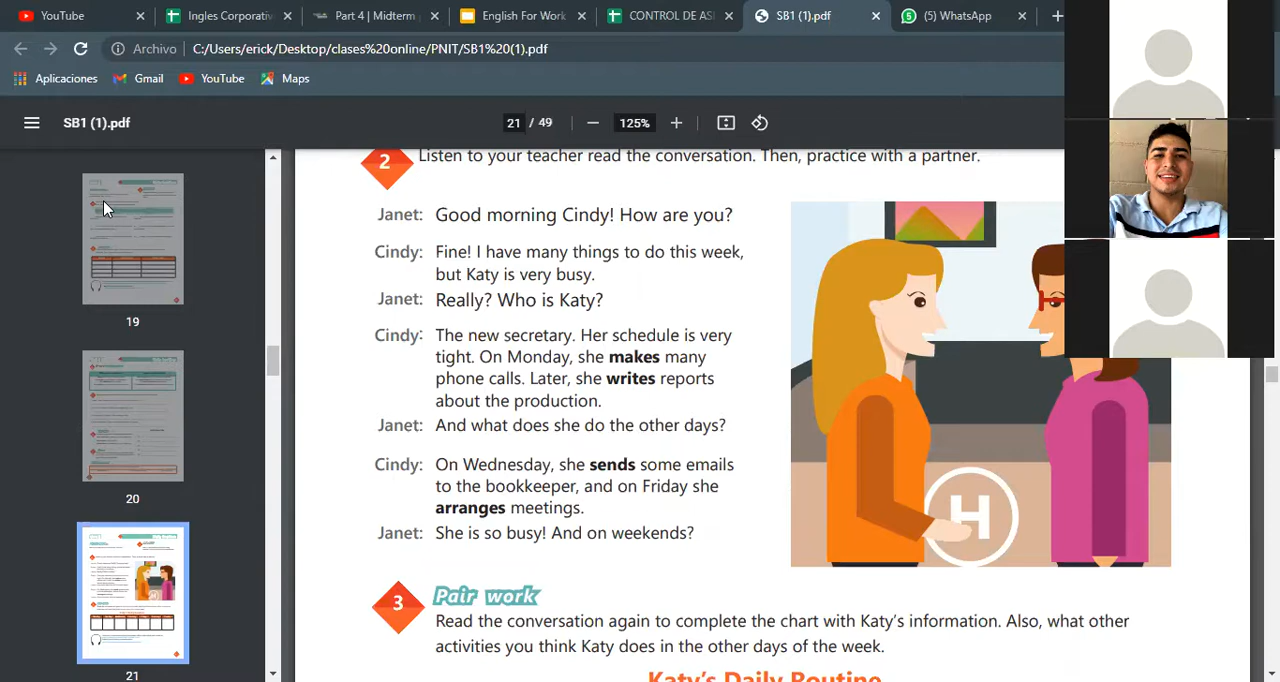 YouTube
Ingles Corporativ
Part 4 | Midterm
English For Work
CONTROL DE ASI
SB1 (1).pdf
(5) WhatsApp
Archivo
C:/Users/erick/Desktop/clases%20online/PNIT/SB1%20(1).pdf
Aplicaciones
Gmail
YouTube
Maps
SB1 (1).pdf
21 / 49
125%
19
20
21
2
Listen to your teacher read the conversation. Then, practice with a partner.
Janet: Good morning Cindy! How are you?
Cindy: Fine! I have many things to do this week,
but Katy is very busy.
Janet: Really? Who is Katy?
Cindy: The new secretary. Her schedule is very
tight. On Monday, she makes many
phone calls. Later, she writes reports
about the production.
Janet: And what does she do the other days?
Cindy: On Wednesday, she sends some emails
to the bookkeeper, and on Friday she
arranges meetings.
Janet: She is so busy! And on weekends?
H
3
Pair work
Read the conversation again to complete the chart with Katy's information. Also, what other
activities you think Katy does in the other days of the week.
Katy's Daily Routine